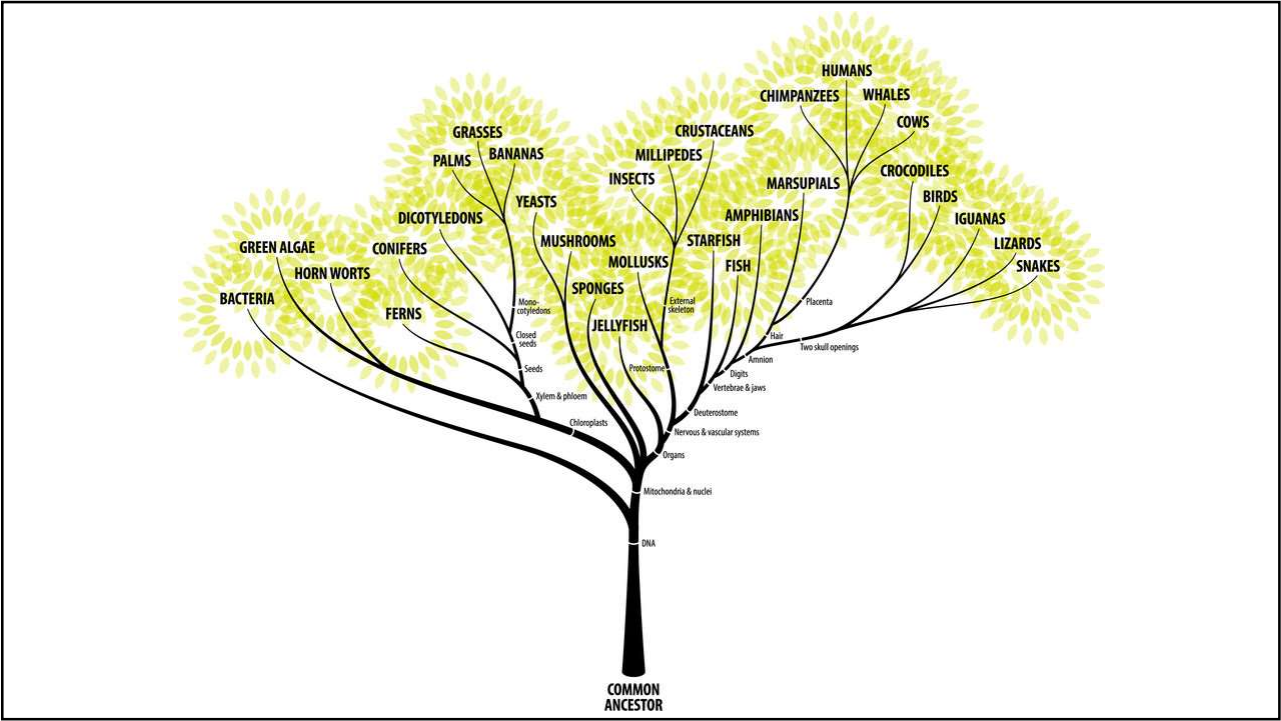 HUMANS
CHIMPANZEES
WHALES
COWS
GRASSES
CRUSTACEANS
PALMS
BANANAS
MILLIPEDES
INSECTS
MARSUPIALS
CROCODILES
BIRDS
YEASTS
DICOTYLEDONS
AMPHIBIANS
IGUANAS
GREEN ALGAE
CONIFERS
MUSHROOMS
STARFISH
LIZARDS
HORN WORTS
MOLLUSKS
FISH
SNAKES
BACTERIA
SPONGES
FERNS
JELLYFISH
Mono-
cotyledons
External
skeleton
Placenta
Closed
seeds
Hair
Two skull openings
Seeds
Protostome
Amnion
Digits
Vertebrae & jaws
Xylem & phloem
Deuterostome
Chloroplasts
Nervous & vascular systems
Organs
Mitochondria & nuclei
DNA
COMMON
ANCESTOR